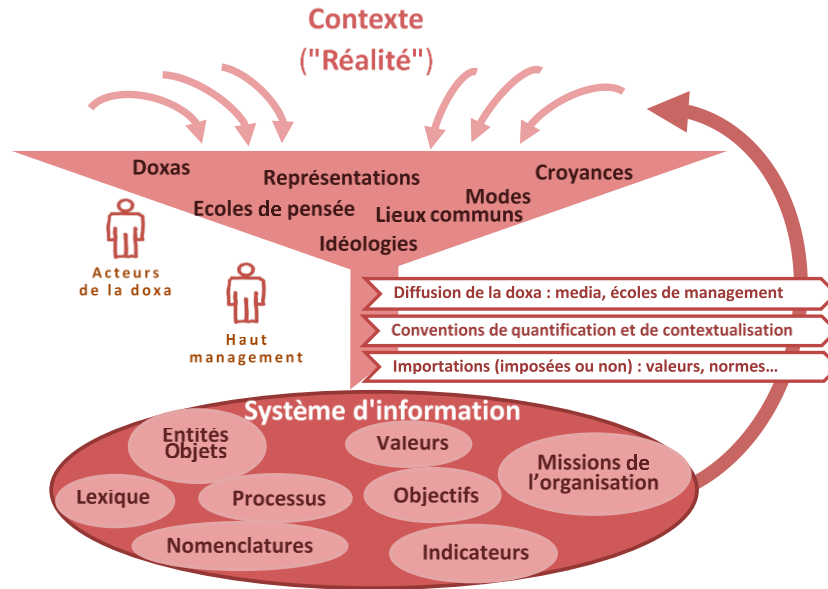 Contexte
("Réalité")
Doxas
Représentations
Croyances
Modes
Ecoles de pensée
Lieux communs
Idéologies
Acteurs
de la doxa
Haut
management
Diffusion de la doxa : media, écoles de management
Conventions de quantification et de contextualisation
Importations (imposées ou non) : valeurs, normes…
Système d'information
Entités
Objets
Valeurs
Missions de
l’organisation
Lexique
Processus
Objectifs
Nomenclatures
Indicateurs